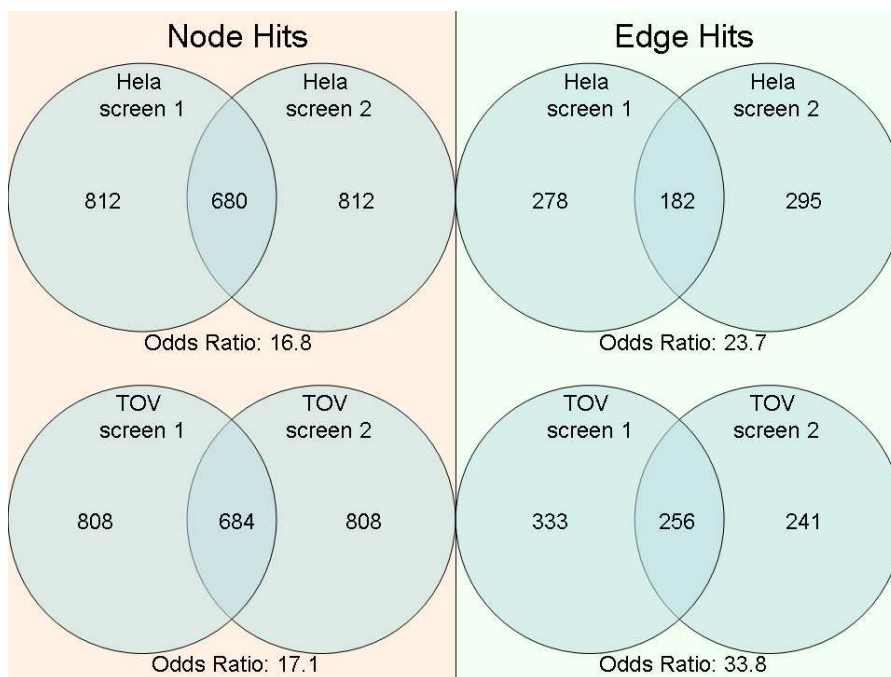 Node Hits
Hela
screen 1
Hela
screen 2
812
680
812
Odds Ratio: 16.8
TOV
screen 1
TOV
screen 2
808
684
808
Odds Ratio: 17.1
Edge Hits
Hela
screen 1
Hela
screen 2
278
182
295
Odds Ratio: 23.7
TOV
screen 1
TOV
screen 2
333
256
241
Odds Ratio: 33.8